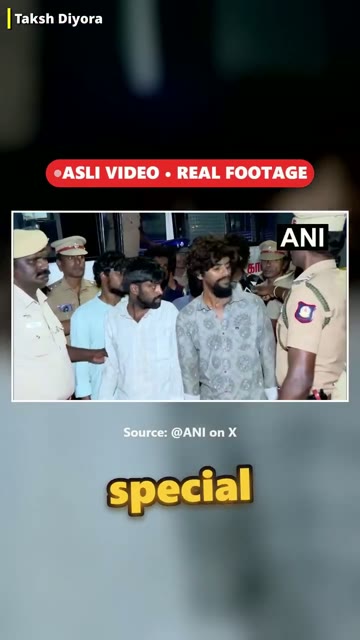 Taksh Diyora
ASLI VIDEO • REAL FOOTAGE
ANI
Source: @ANI on X
special